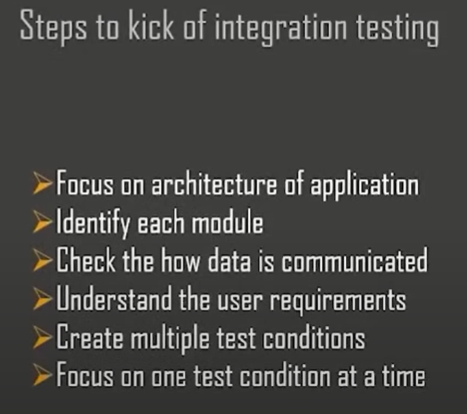 Steps to kick of integration testing
Focus on architecture of application
Identify each module
Check the how data is communicated
Understand the user requirements
Create multiple test conditions
Focus on one test condition at a time